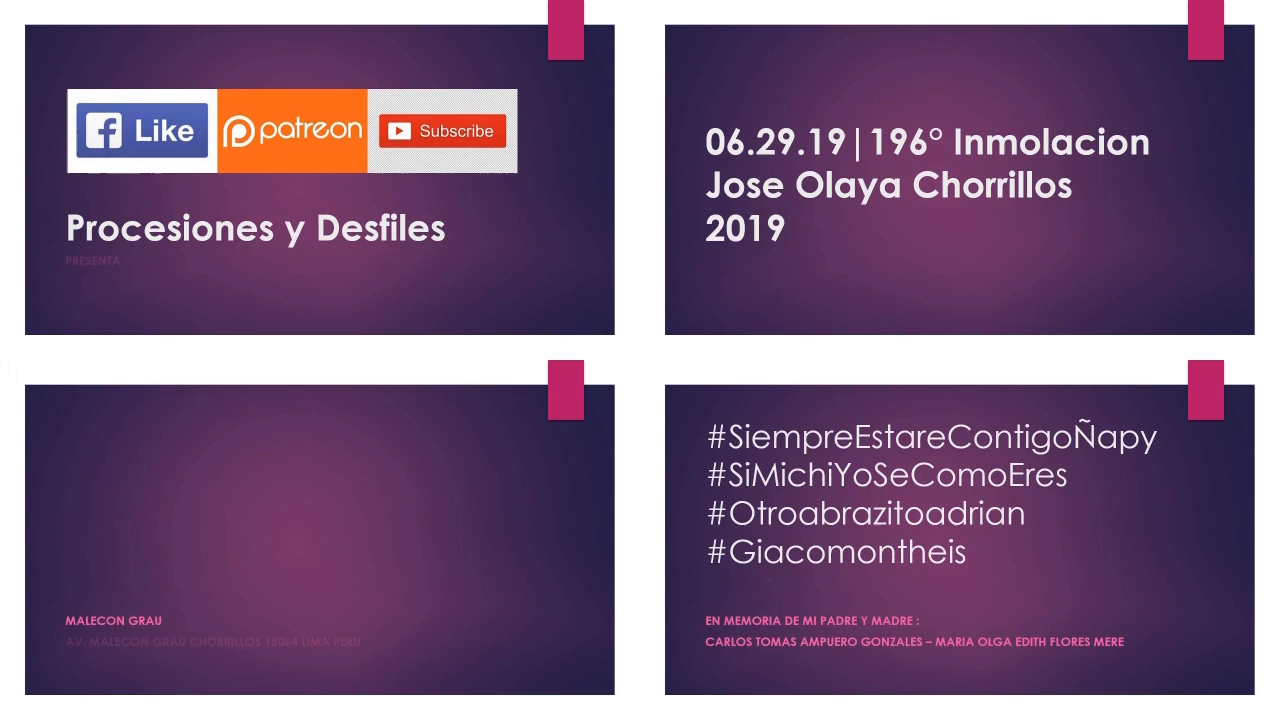 Like
patreon
Subscribe
Procesiones y Desfiles
PRESENTA :
06.29.19|196° Inmolacion
Jose Olaya Chorrillos
2019
MALECON GRAU
AV. MALECON GRAU CHORRILLOS 15064 LIMA PERU
#SiempreEstareContigoÑapy
#SiMichiYoSeComoEres
#Otroabrazitoadrian
#Giacomontheis
EN MEMORIA DE MI PADRE Y MADRE :
CARLOS TOMAS AMPUERO GONZALES – MARIA OLGA EDITH FLORES MERE